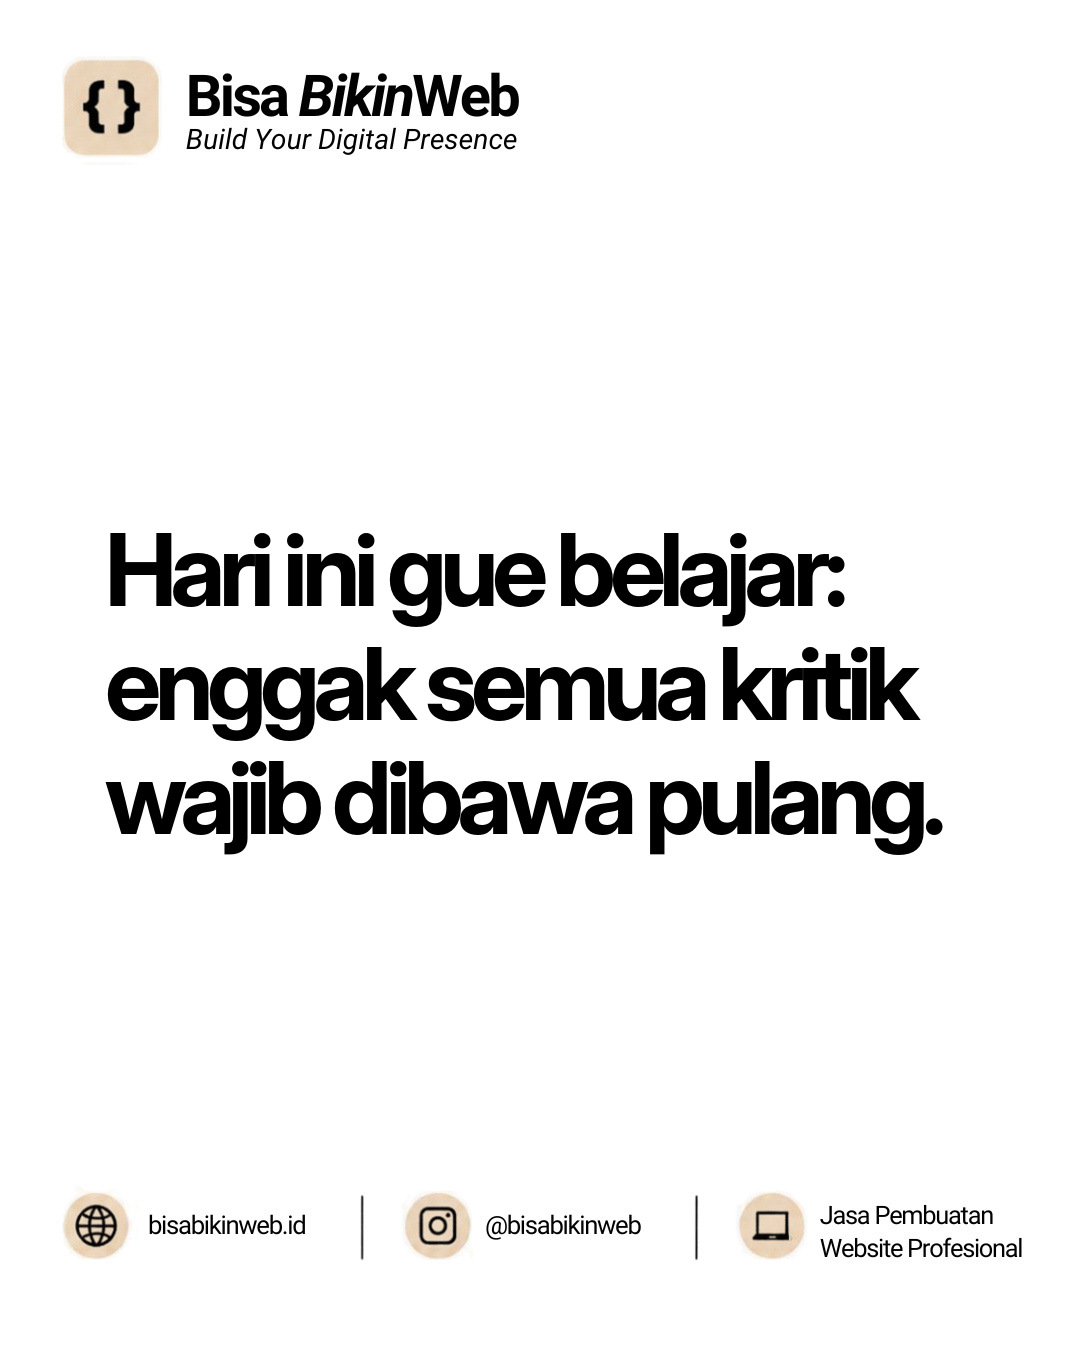 Bisa BikinWeb
Build Your Digital Presence
Hari ini gue belajar:
enggak semua kritik
wajib dibawa pulang.
bisabikinweb.id
@bisabikinweb
Jasa Pembuatan
Website Profesional